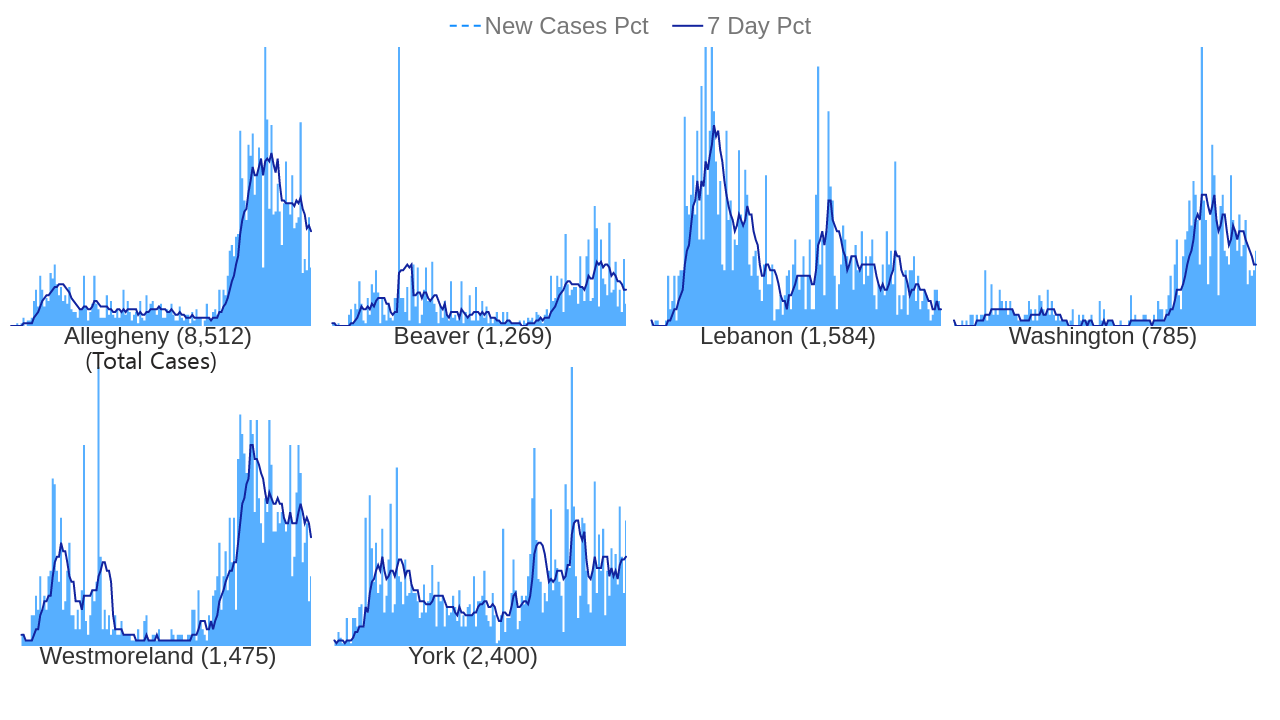 New Cases Pct 7 Day Pct
Allegheny (8,512) Beaver (1,269) Lebanon (1,584) Washington (785)
(Total Cases)
Westmoreland (1,475) York (2,400)